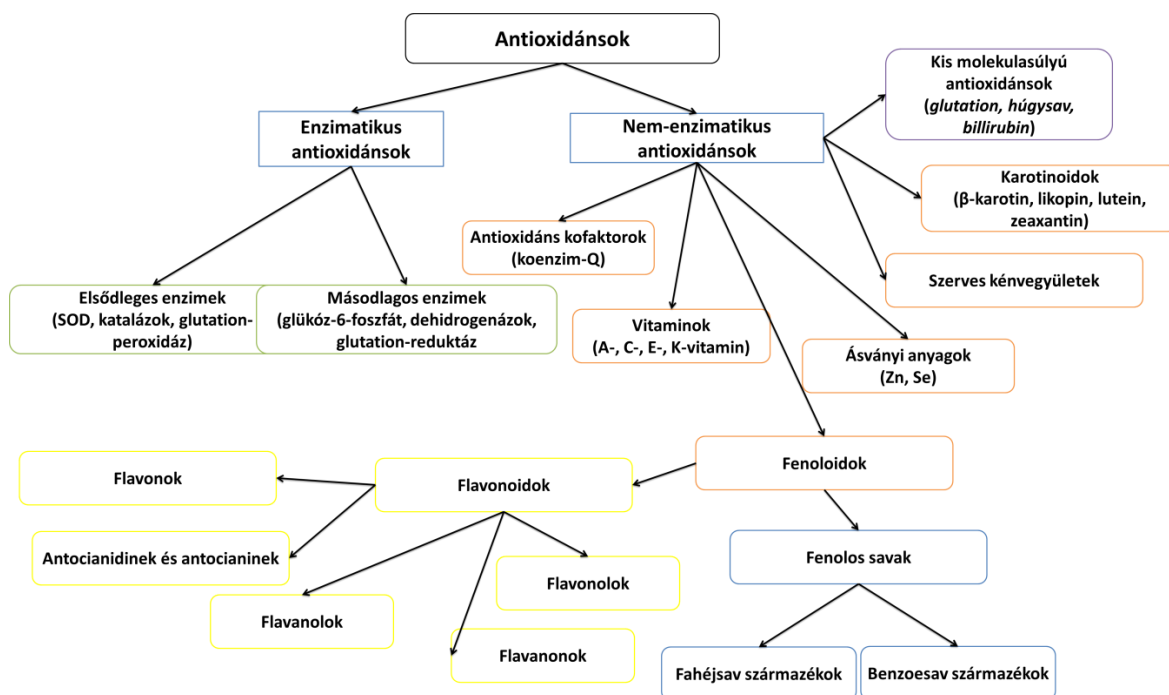 Antioxidánsok
Kis molekulasúlyú
antioxidánsok
(glutation, húgysav,
billirubin)
Enzimatikus
antioxidánsok
Nem-enzimatikus
antioxidánsok
Karotinoidok
(β-karotin, likopin, lutein,
zeaxantin)
Antioxidáns kofaktorok
(koenzim-Q)
Szerves kénvegyületek
Elsődleges enzimek
(SOD, katalázok, glutation-
peroxidáz)
Másodlagos enzimek
(glükóz-6-foszfát, dehidrogenázok,
glutation-reduktáz
Vitaminok
(A-, C-, E-, K-vitamin)
Ásványi anyagok
(Zn, Se)
Fenoloidok
Flavonoidok
Flavonok
Antocianidinek és antocianinek
Fenolos savak
Flavonolok
Flavanolok
Flavanonok
Fahéjsav származékok
Benzoesav származékok